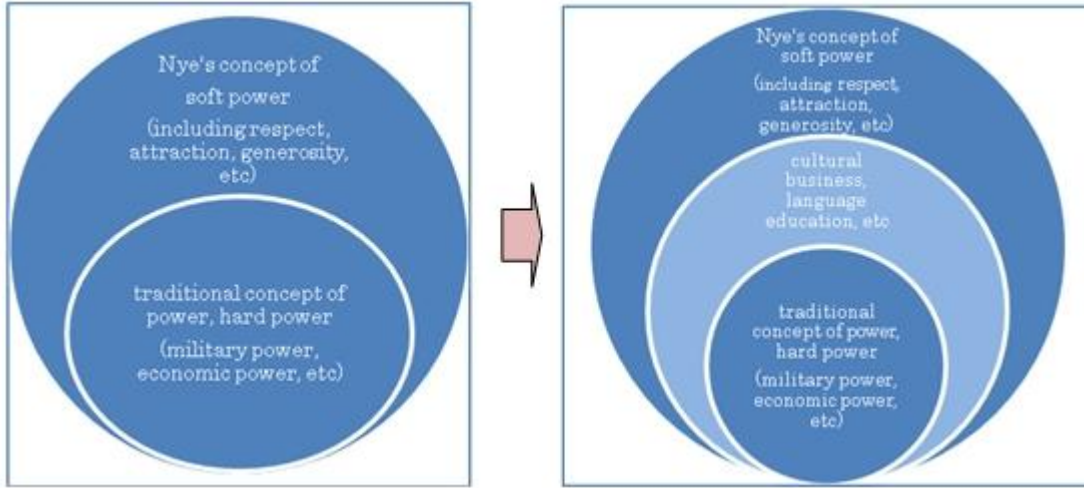 Nye's concept of
soft power
(including respect,
attraction, generosity,
etc)
traditional concept of
power, hard power
(military power,
economic power, etc)
Nye's concept of
soft power
(including respect,
attraction,
generosity, etc)
cultural
business,
language
education, etc
traditional
concept of power,
hard power
(military power,
economic power,
etc)